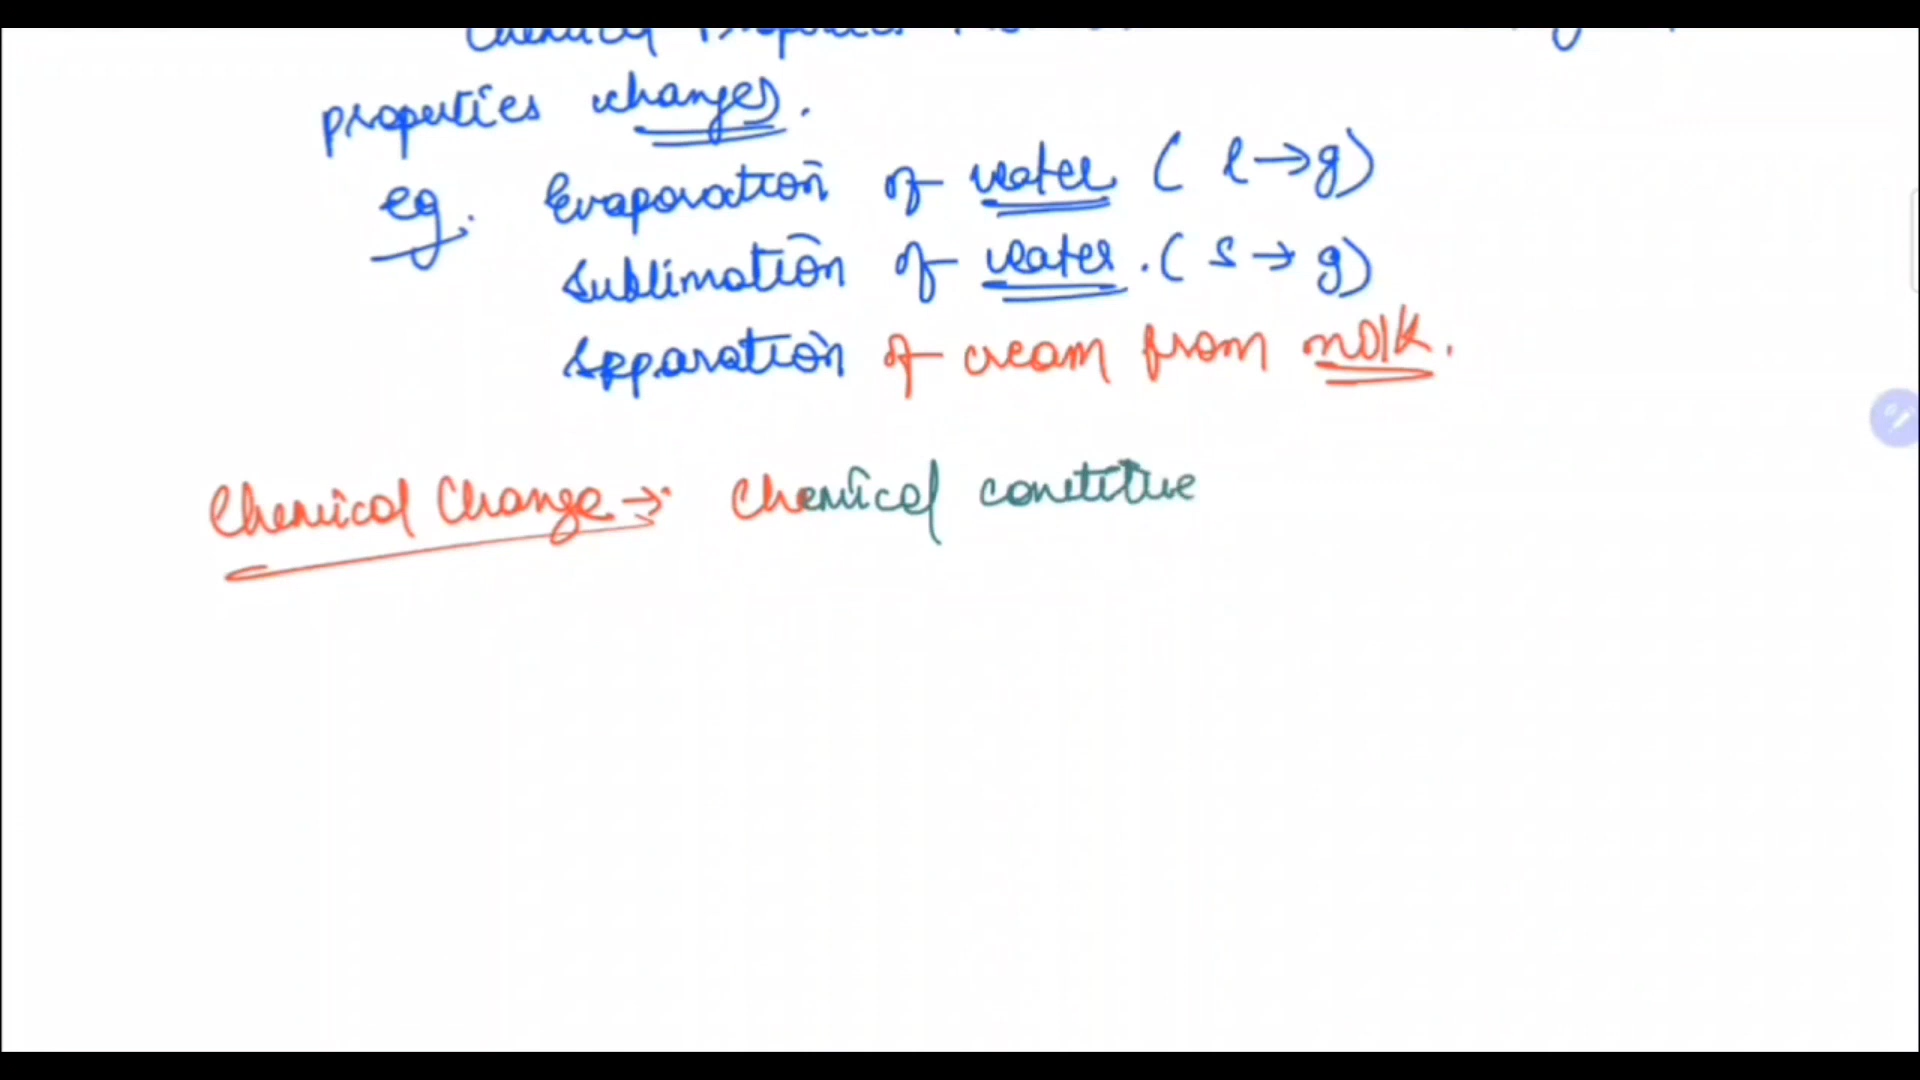 properties changes.
eg. Evaporation of water ( l→g)
Sublimation of water. ( s → g)
Separation of cream from milk.
Chemical Change → Chemical constitue